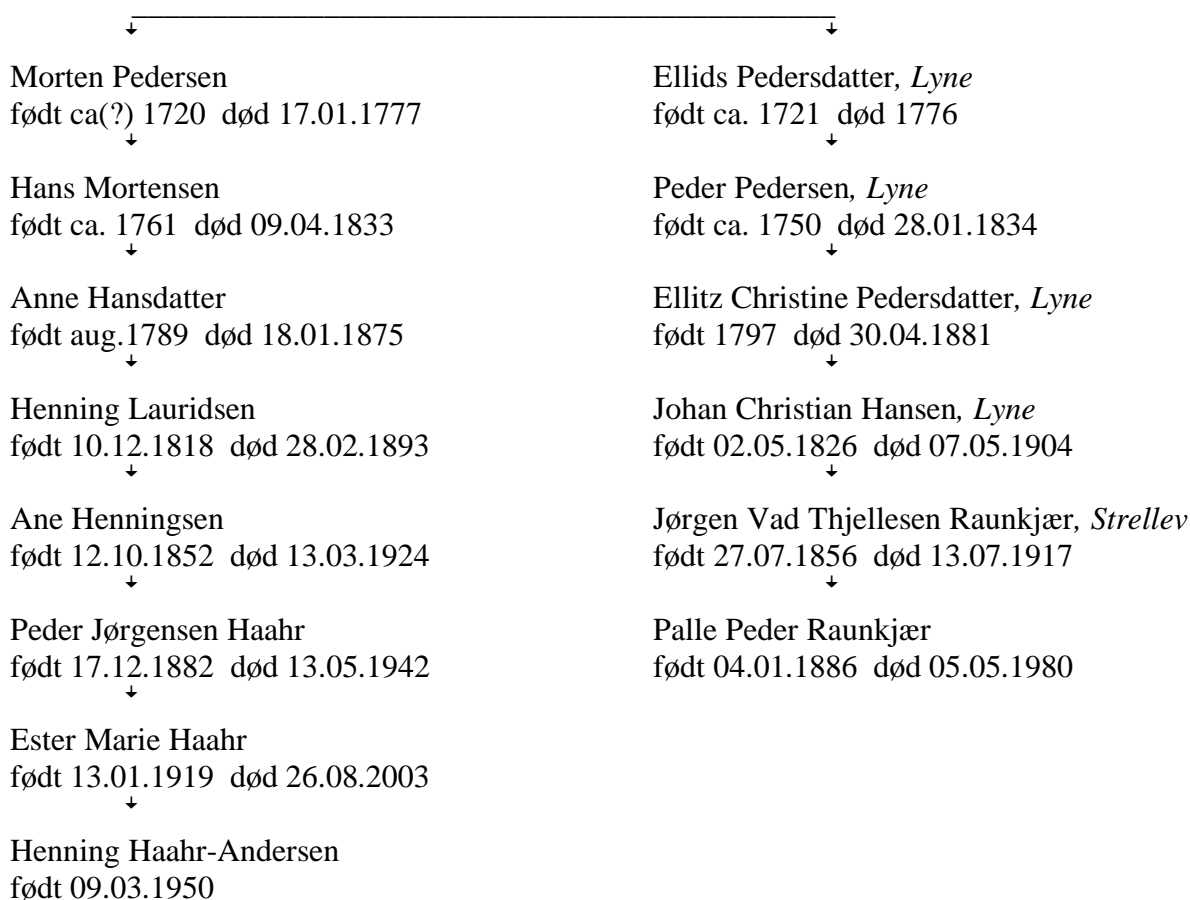 Morten Pedersen
født ca(?) 1720  død 17.01.1777
Hans Mortensen
født ca. 1761  død 09.04.1833
Anne Hansdatter
født aug.1789  død 18.01.1875
Henning Lauridsen
født 10.12.1818  død 28.02.1893
Ane Henningsen
født 12.10.1852  død 13.03.1924
Peder Jørgensen Haahr
født 17.12.1882  død 13.05.1942
Ester Marie Haahr
født 13.01.1919  død 26.08.2003
Henning Haahr-Andersen
født 09.03.1950
Ellids Pedersdatter, Lyne
født ca. 1721  død 1776
Peder Pedersen, Lyne
født ca. 1750  død 28.01.1834
Ellitz Christine Pedersdatter, Lyne
født 1797  død 30.04.1881
Johan Christian Hansen, Lyne
født 02.05.1826  død 07.05.1904
Jørgen Vad Thjellesen Raunkjær, Strellev
født 27.07.1856  død 13.07.1917
Palle Peder Raunkjær
født 04.01.1886  død 05.05.1980